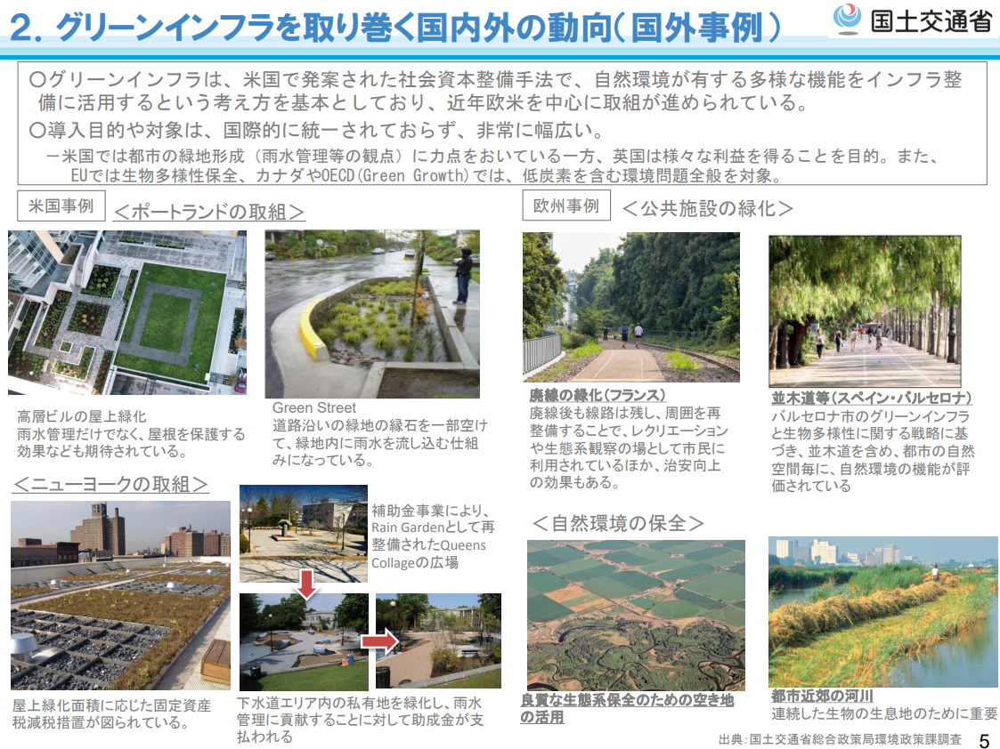 2．グリーンインフラを取り巻く国内外の動向（国外事例）
国土交通省
○グリーンインフラは、米国で発案された社会資本整備手法で、自然環境が有する多様な機能をインフラ整
備に活用するという考え方を基本としており、近年欧米を中心に取組が進められている。
○導入目的や対象は、国際的に統一されておらず、非常に幅広い。
－米国では都市の緑地形成（雨水管理等の観点）に力点をおいている一方、英国は様々な利益を得ることを目的。また、
EUでは生物多様性保全、カナダやOECD(Green Growth)では、低炭素を含む環境問題全般を対象。
米国事例
＜ポートランドの取組＞
高層ビルの屋上緑化
雨水管理だけでなく、屋根を保護する
効果なども期待されている。
Green Street
道路沿いの緑地の縁石を一部空け
て、緑地内に雨水を流し込む仕組
みになっている。
＜ニューヨークの取組＞
屋上緑化面積に応じた固定資産
税減税措置が図られている。
補助金事業により、
Rain Gardenとして再
整備されたQueens
Collageの広場
下水道エリア内の私有地を緑化し、雨水
管理に貢献することに対して助成金が支
払われる
欧州事例
＜公共施設の緑化＞
廃線の緑化（フランス）
廃線後も線路は残し、周囲を再
整備することで、レクリエーション
や生態系観察の場として市民に
利用されているほか、治安向上
の効果もある。
並木道等（スペイン・バルセロナ）
バルセロナ市のグリーンインフラ
と生物多様性に関する戦略に基
づき、並木道を含め、都市の自然
空間毎に、自然環境の機能が評
価されている
＜自然環境の保全＞
良質な生態系保全のための空き地
の活用
都市近郊の河川
連続した生物の生息地のために重要
出典：国土交通省総合政策局環境政策課調査
5